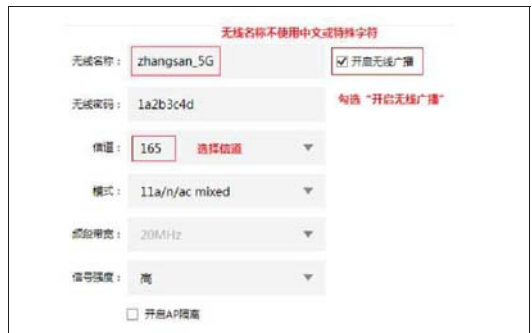 无线名称不使用中文或特殊字符
无线名称： zhangsan_5G 开启无线广播
无线密码： 1a2b3c4d 勾选 “开启无线广播”
信道： 165 选择信道
模式： 11a/n/ac mixed
频段带宽： 20MHz
信号强度： 高
开启AP隔离